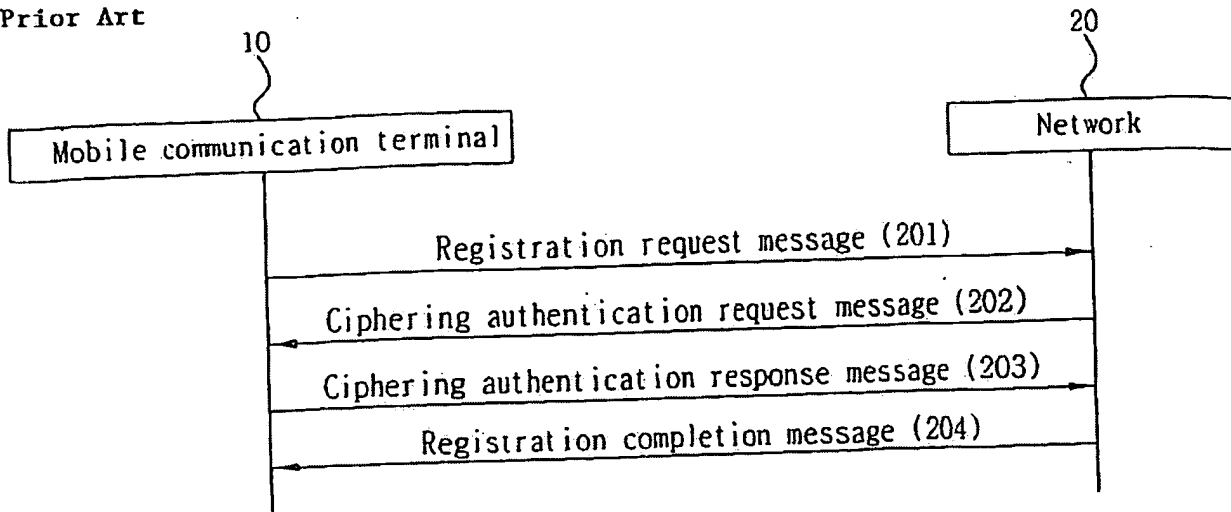 Prior Art
10
20
Mobile communication terminal
Network
Registration request message (201)
Ciphering authentication request message (202)
Ciphering authentication response message (203)
Registration completion message (204)